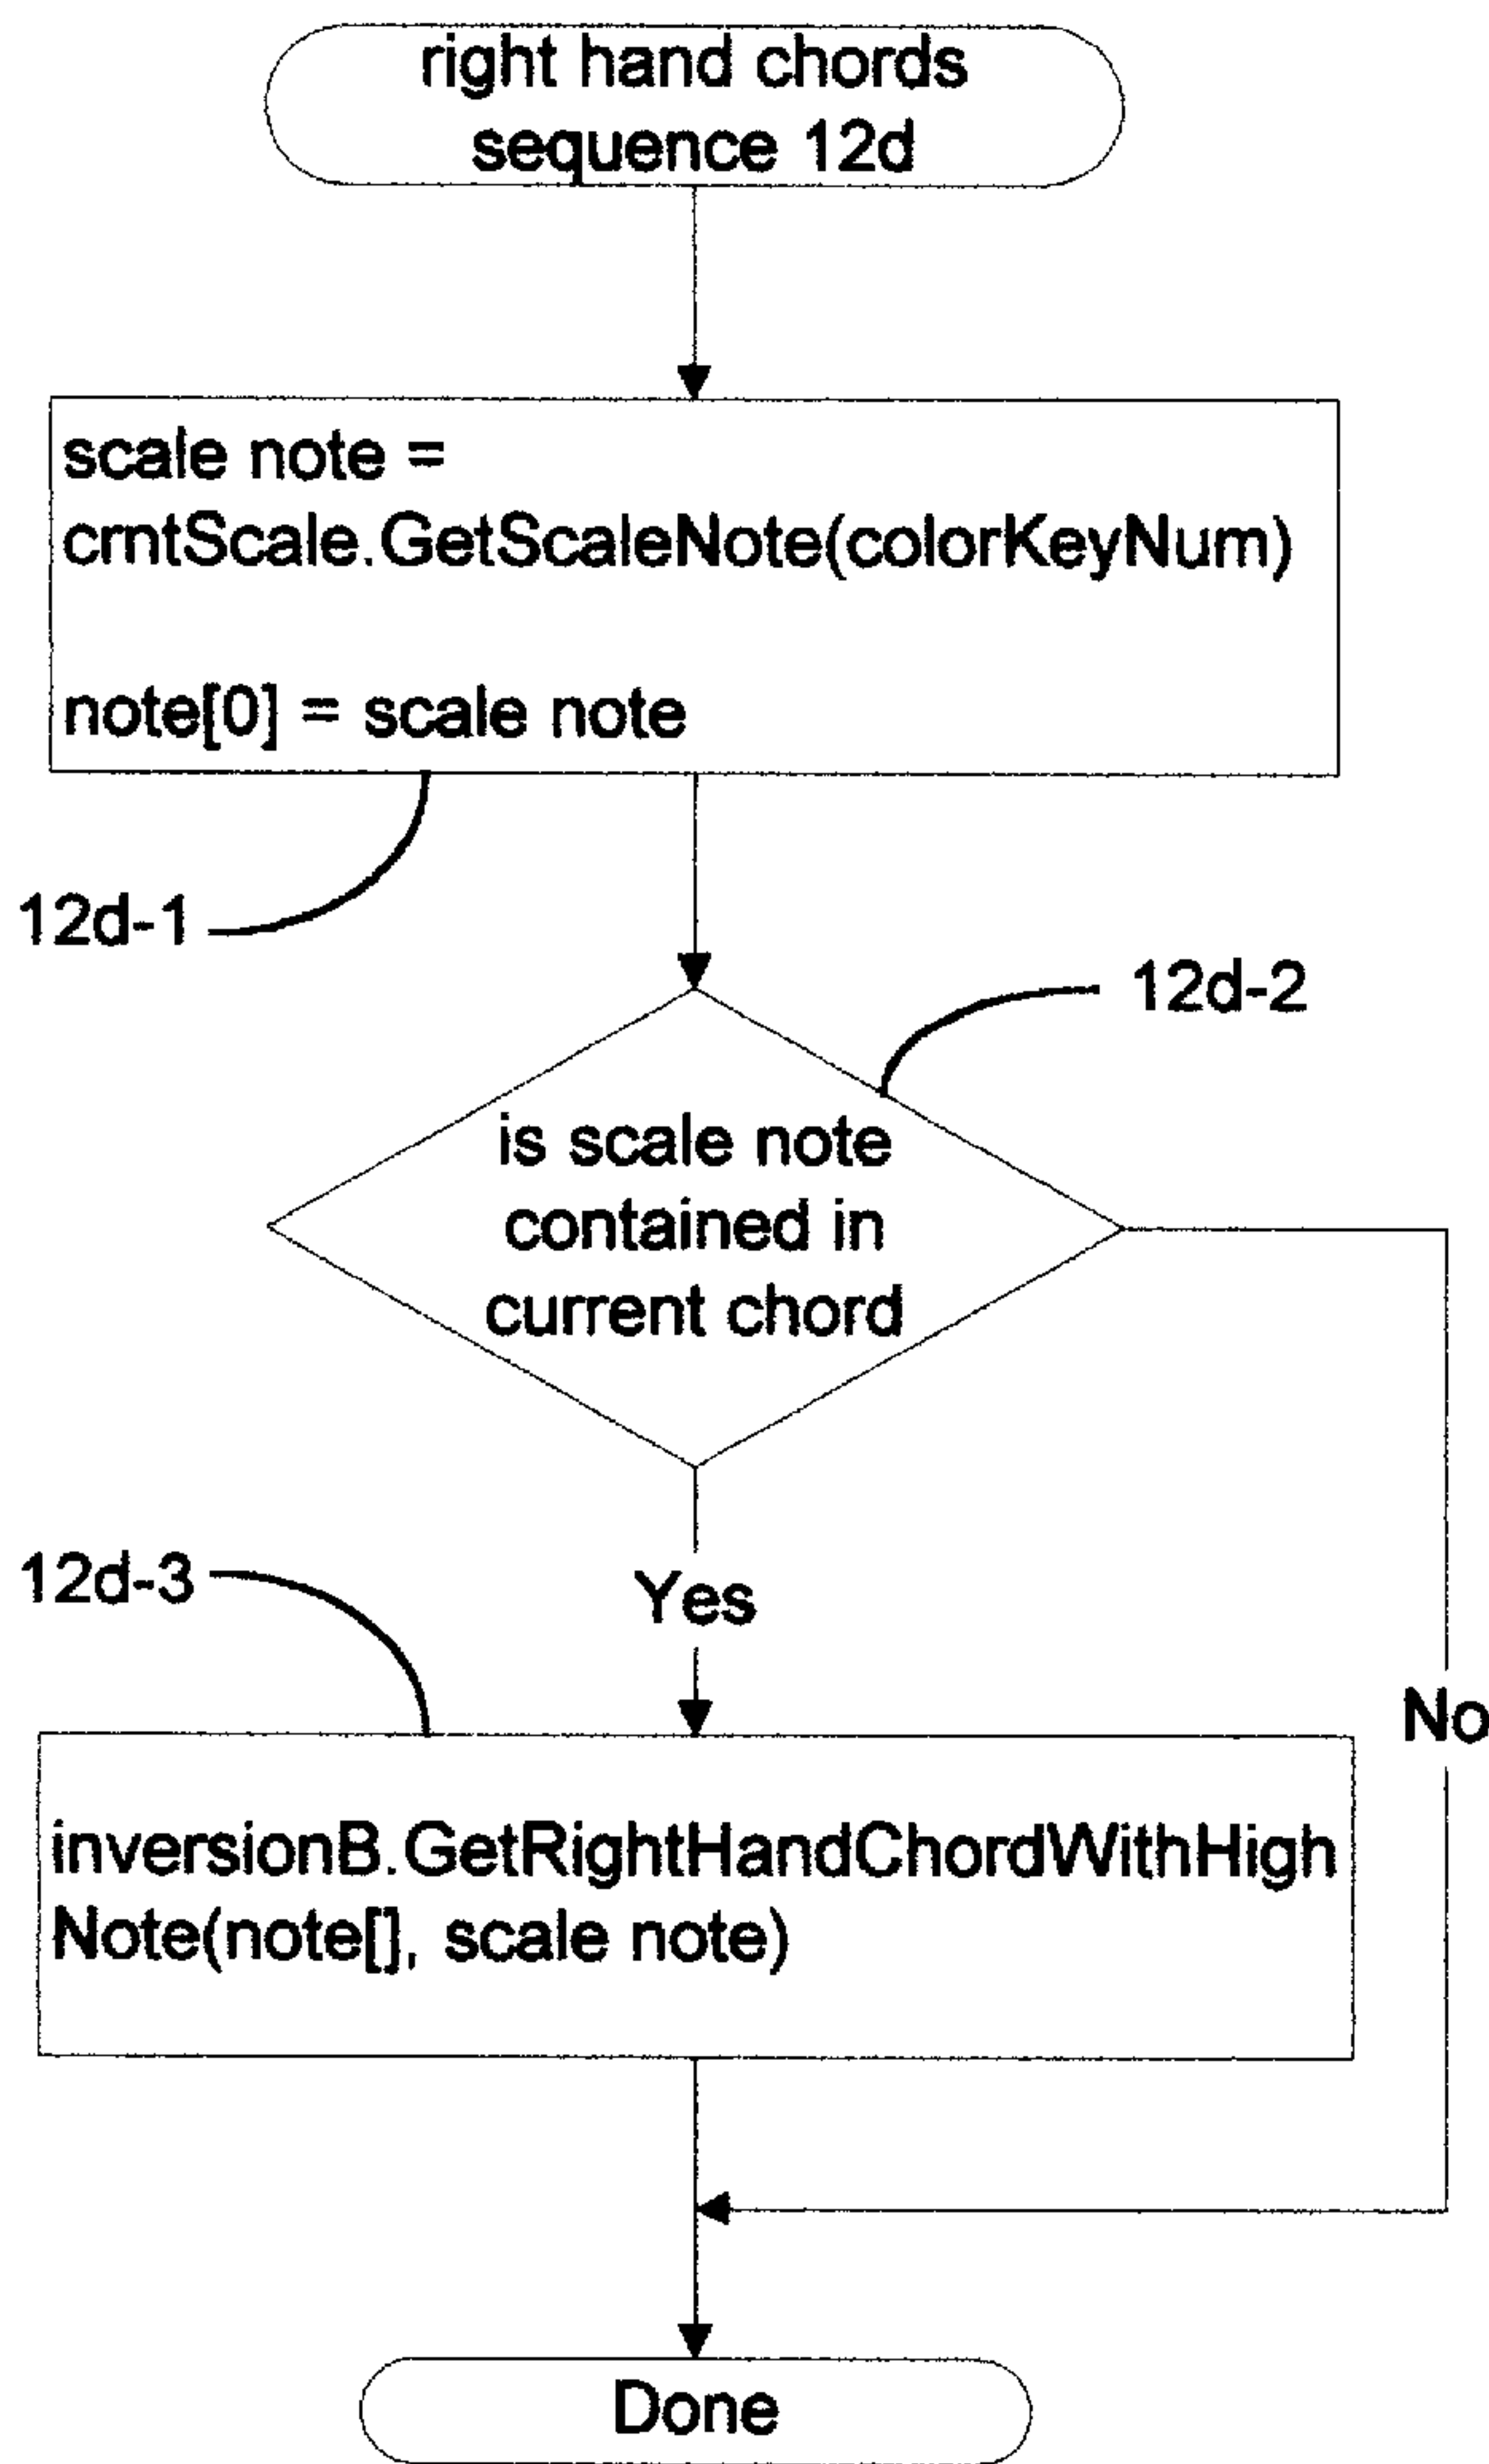 right hand chords
sequence 12d
scale note =
crntScale.GetScaleNote(colorKeyNum)
note[0] = scale note
12d-1
12d-2
is scale note
contained in
current chord
12d-3
Yes
No
inversionB.GetRightHandChordWithHigh
Note(note[], scale note)
Done